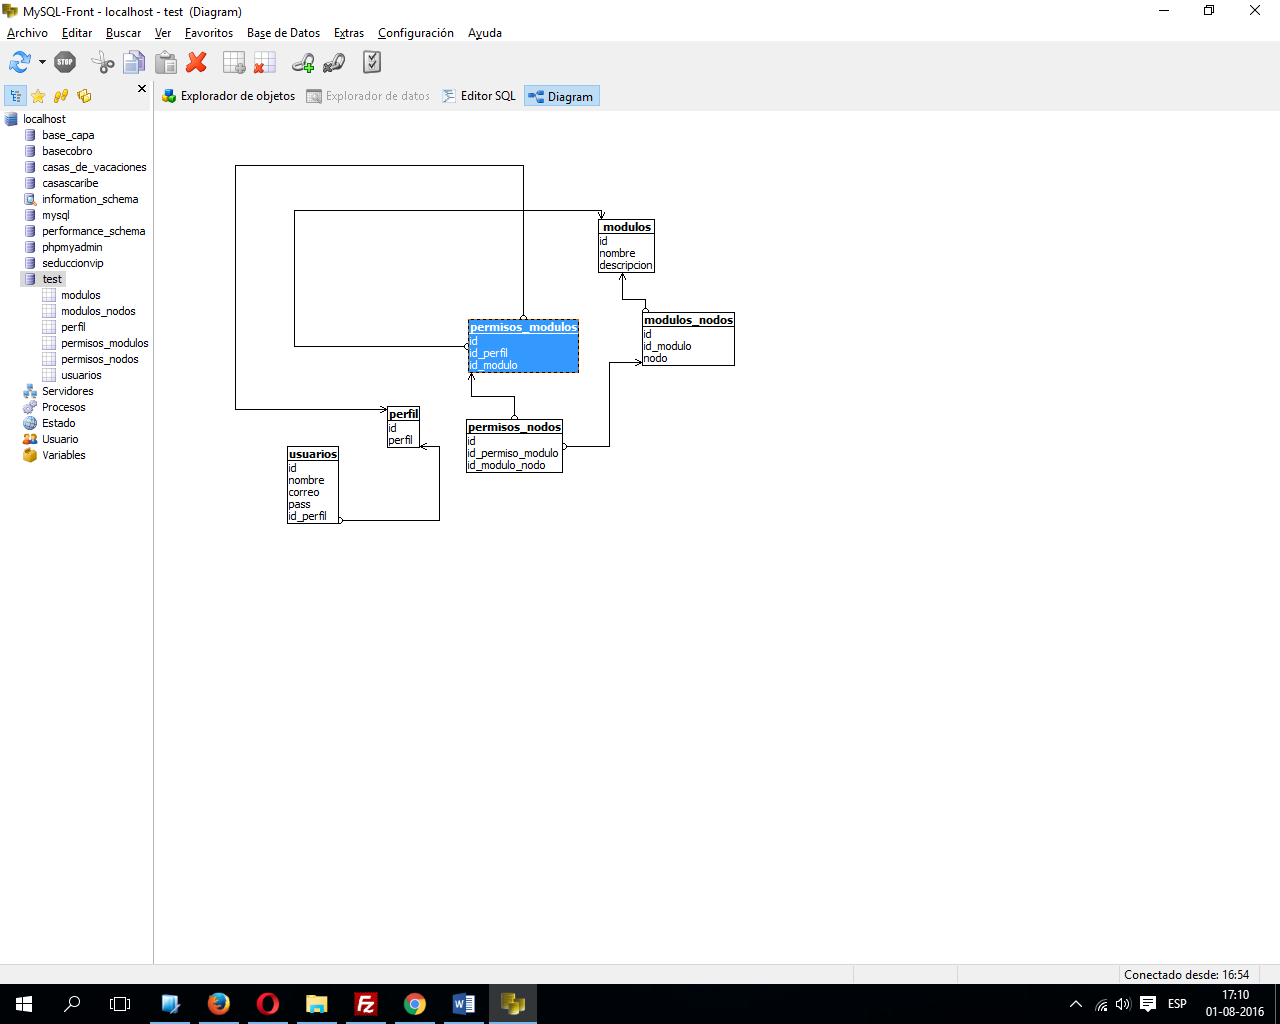 MySQL-Front - localhost - test  (Diagram)
Archivo Editar Buscar Ver Favoritos Base de Datos Extras Configuración Ayuda
STOP
Explorador de objetos Explorador de datos Editor SQL Diagram
localhost
base_capa
basecobro
casas_de_vacaciones
casascaribe
information_schema
mysql
performance_schema
phpmyadmin
seduccionvip
test
modulos
modulos_nodos
perfil
permisos_modulos
permisos_nodos
usuarios
Servidores
Procesos
Estado
Usuario
Variables
modulos
id
nombre
descripcion
permisos_modulos
id
id_perfil
id_modulo
modulos_nodos
id
id_modulo
nodo
perfil
id
perfil
permisos_nodos
id
id_permiso_modulo
id_modulo_nodo
usuarios
id
nombre
correo
pass
id_perfil
Conectado desde: 16:54
ESP
17:10
01-08-2016